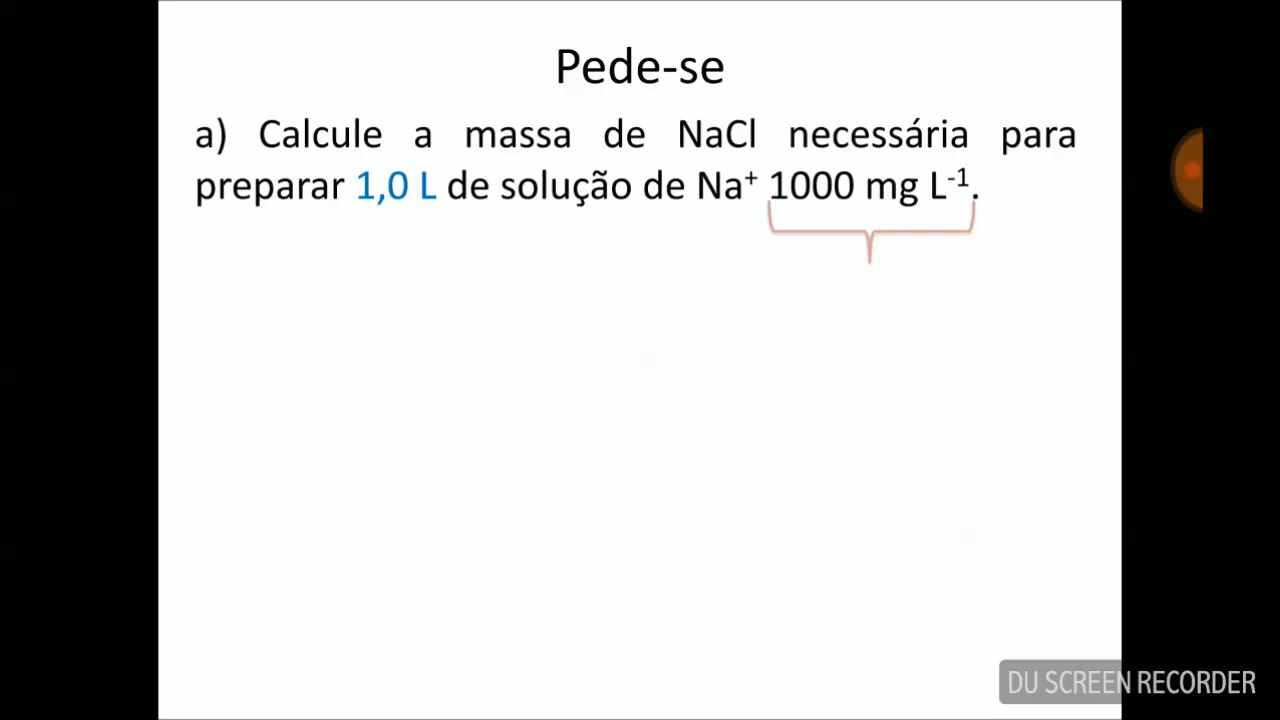 Pede-se
a) Calcule a massa de NaCl necessária para
preparar 1,0 L de solução de Na⁺ 1000 mg L⁻¹.
DU SCREEN RECORDER